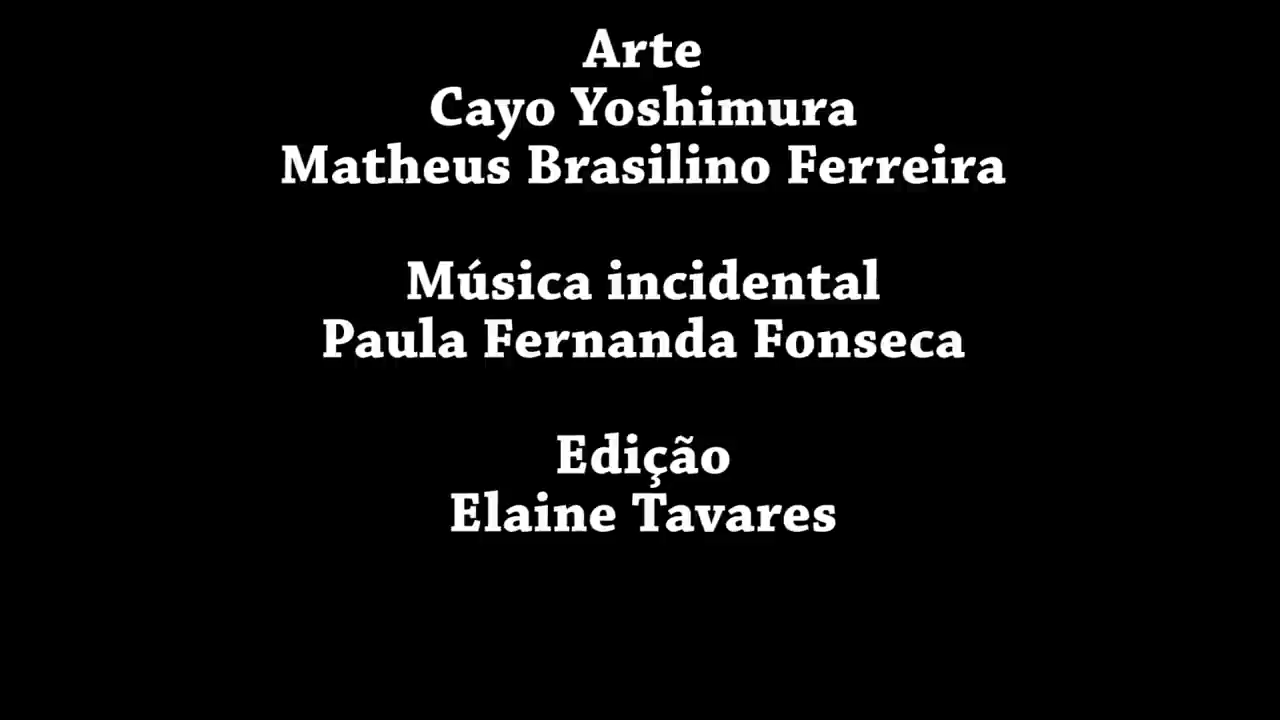 Arte
Cayo Yoshimura
Matheus Brasilino Ferreira
Música incidental
Paula Fernanda Fonseca
Edição
Elaine Tavares